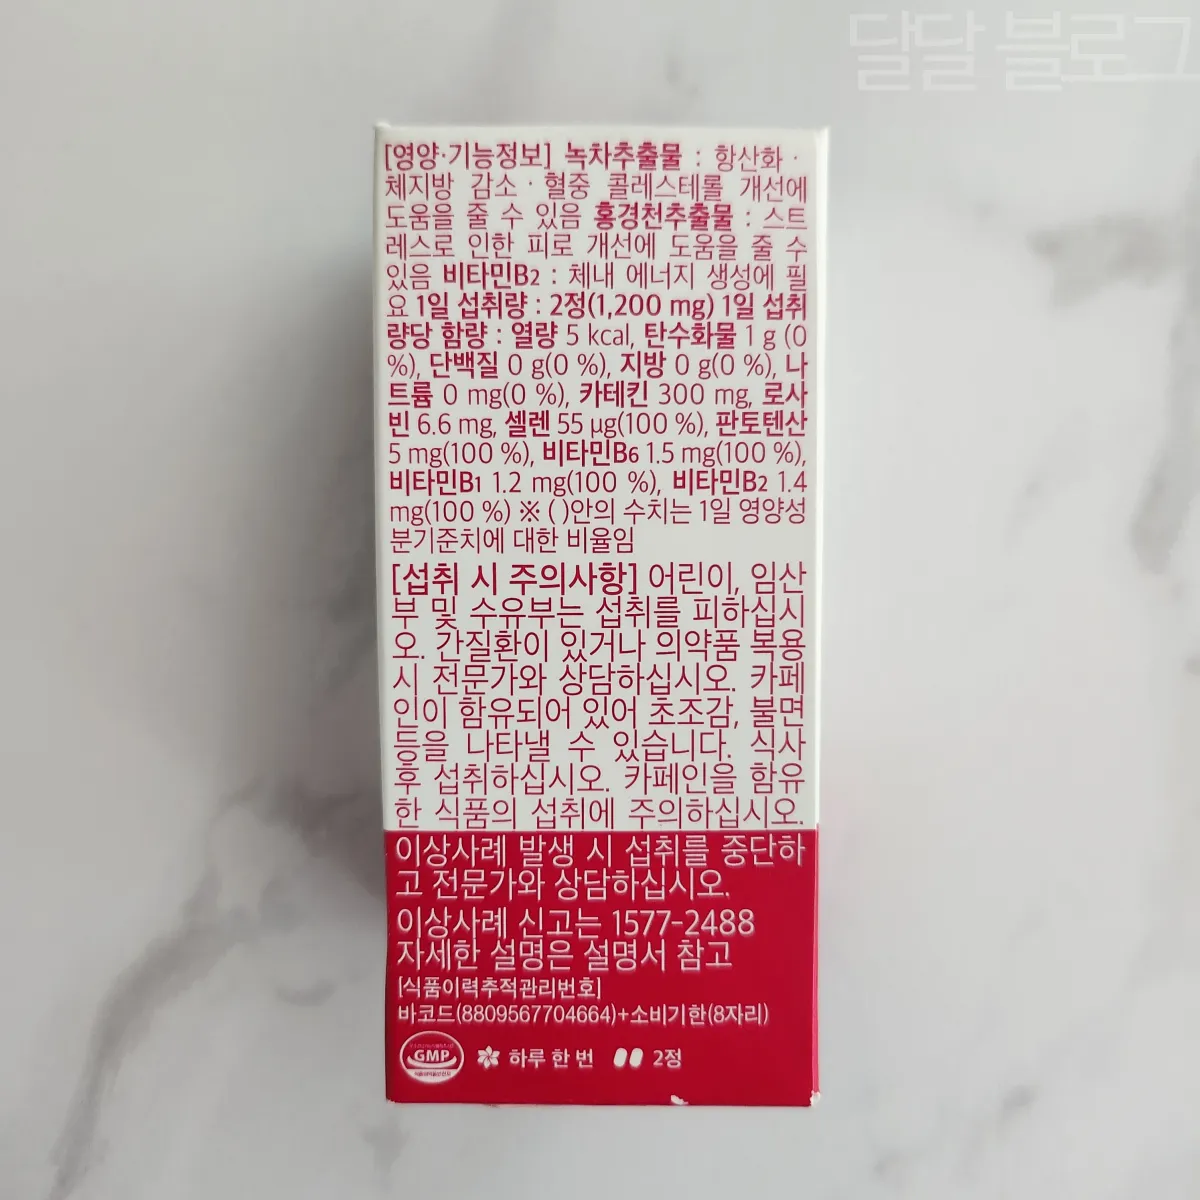 달달 블로그
[영양·기능정보] 녹차추출물 : 항산화 ·
체지방 감소 · 혈중 콜레스테롤 개선에
도움을 줄 수 있음 홍경천추출물 : 스트
레스로 인한 피로 개선에 도움을 줄 수
있음 비타민B2 : 체내 에너지 생성에 필
요 1일 섭취량 : 2정(1,200 mg) 1일 섭취
량당 함량 : 열량 5 kcal, 탄수화물 1 g (0
%), 단백질 0 g(0 %), 지방 0 g(0 %), 나
트륨 0 mg(0 %), 카테킨 300 mg, 로사
빈 6.6 mg, 셀렌 55 µg(100 %), 판토텐산
5 mg(100 %), 비타민B6 1.5 mg(100 %),
비타민B1 1.2 mg(100 %), 비타민B2 1.4
mg(100 %) ※ ( )안의 수치는 1일 영양성
분기준치에 대한 비율임
[섭취 시 주의사항] 어린이, 임산
부 및 수유부는 섭취를 피하십시
오. 간질환이 있거나 의약품 복용
시 전문가와 상담하십시오. 카페
인이 함유되어 있어 초조감, 불면
등을 나타낼 수 있습니다. 식사
후 섭취하십시오. 카페인을 함유
한 식품의 섭취에 주의하십시오.
이상사례 발생 시 섭취를 중단하
고 전문가와 상담하십시오.
이상사례 신고는 1577-2488
자세한 설명은 설명서 참고
[식품이력추적관리번호]
바코드(8809567704664)+소비기한(8자리)
GMP
하루 한 번 2정